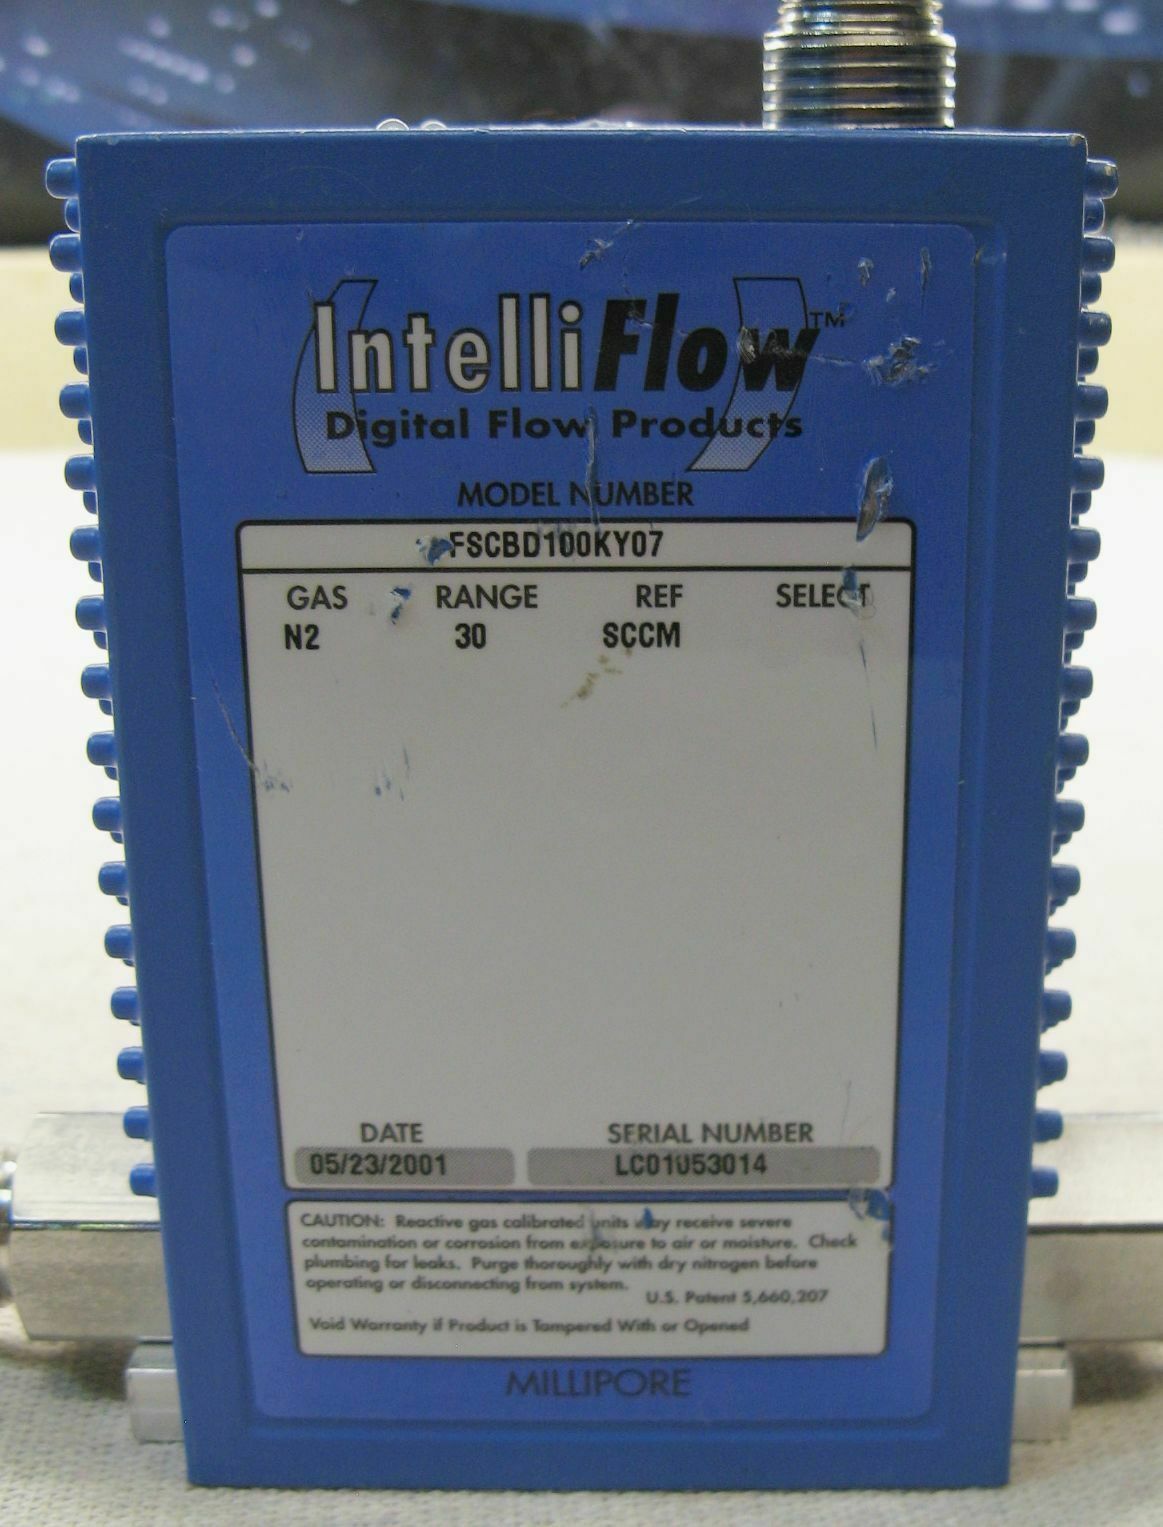 IntelliFlow™
Digital Flow Products
MODEL NUMBER
FSCBD100KY07
GAS RANGE REF SELECT
N2 30 SCCM
DATE SERIAL NUMBER
05/23/2001 LC01053014
CAUTION: Reactive gas calibrated units may receive severe
contamination or corrosion from exposure to air or moisture. Check
plumbing for leaks. Purge thoroughly with dry nitrogen before
operating or disconnecting from system.
U.S. Patent 5,660,207
Void Warranty if Product is Tampered With or Opened
MILLIPORE